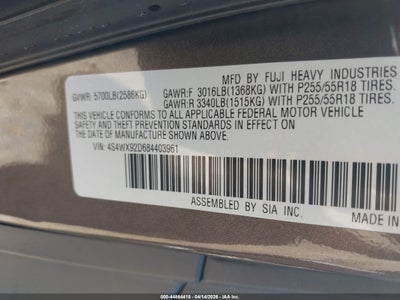 MFD. BY FUJI HEAVY INDUSTRIES
GVWR: 5700LB(2586KG) GAWR:F 3016LB(1368KG) WITH P255/55R18 TIRES.
GAWR:R 3340LB(1515KG) WITH P255/55R18 TIRES.
THIS VEHICLE CONFORMS TO ALL APPLICABLE FEDERAL MOTOR VEHICLE
SAFETY AND THEFT PREVENTION STANDARDS IN EFFECT ON THE
DATE OF MANUFACTURE SHOWN ABOVE.
VIN: 4S4WX92D684403961
ASSEMBLED BY SIA INC.
MADE IN
000-44864418 - 04/14/2026 - IAA, Inc.